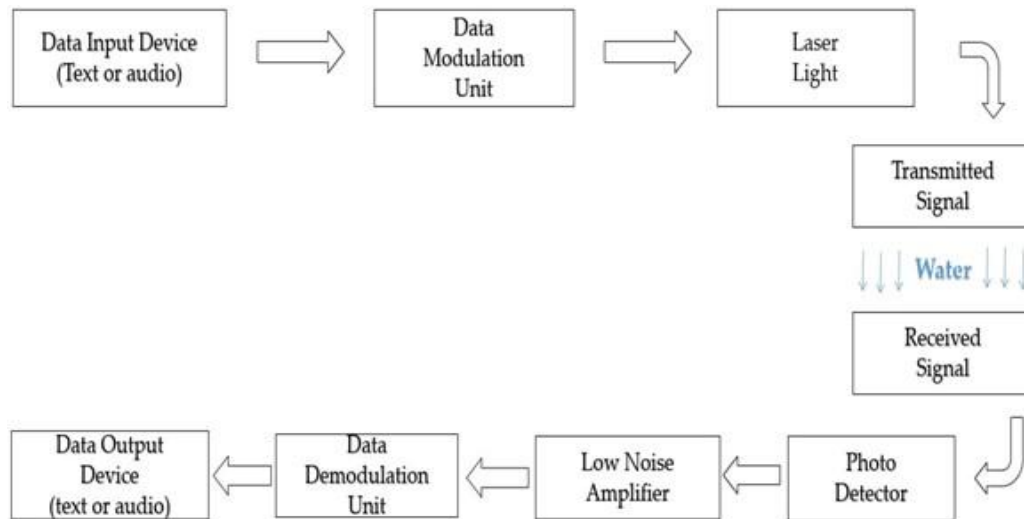 Data Input Device
(Text or audio)
Data
Modulation
Unit
Laser
Light
Transmitted
Signal
Water
Received
Signal
Data Output
Device
(text or audio)
Data
Demodulation
Unit
Low Noise
Amplifier
Photo
Detector